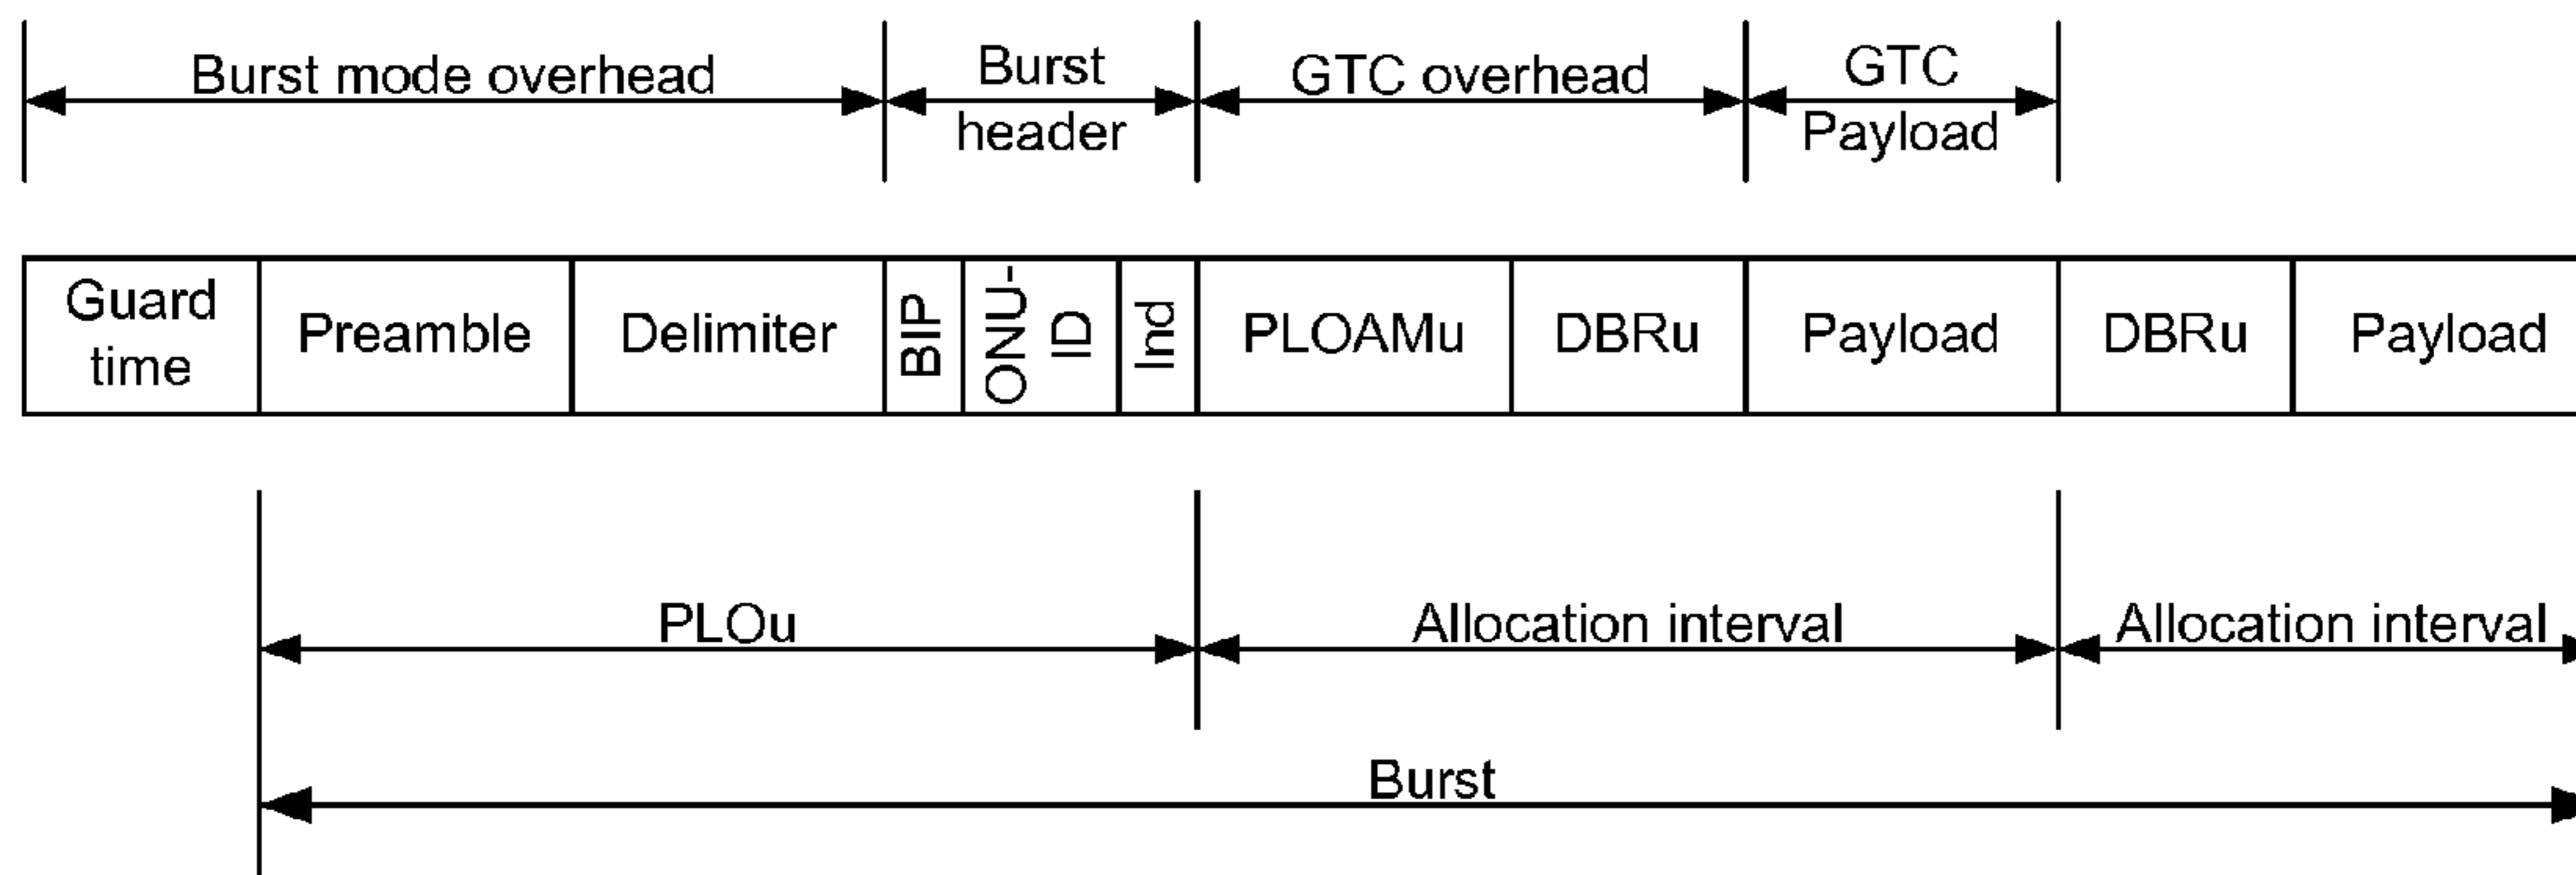 Burst mode overhead
Burst
header
GTC overhead
GTC
Payload
Guard
time
Preamble
Delimiter
BIP
ONU-
ID
Ind
PLOAMu
DBRu
Payload
DBRu
Payload
PLOu
Allocation interval
Allocation interval
Burst